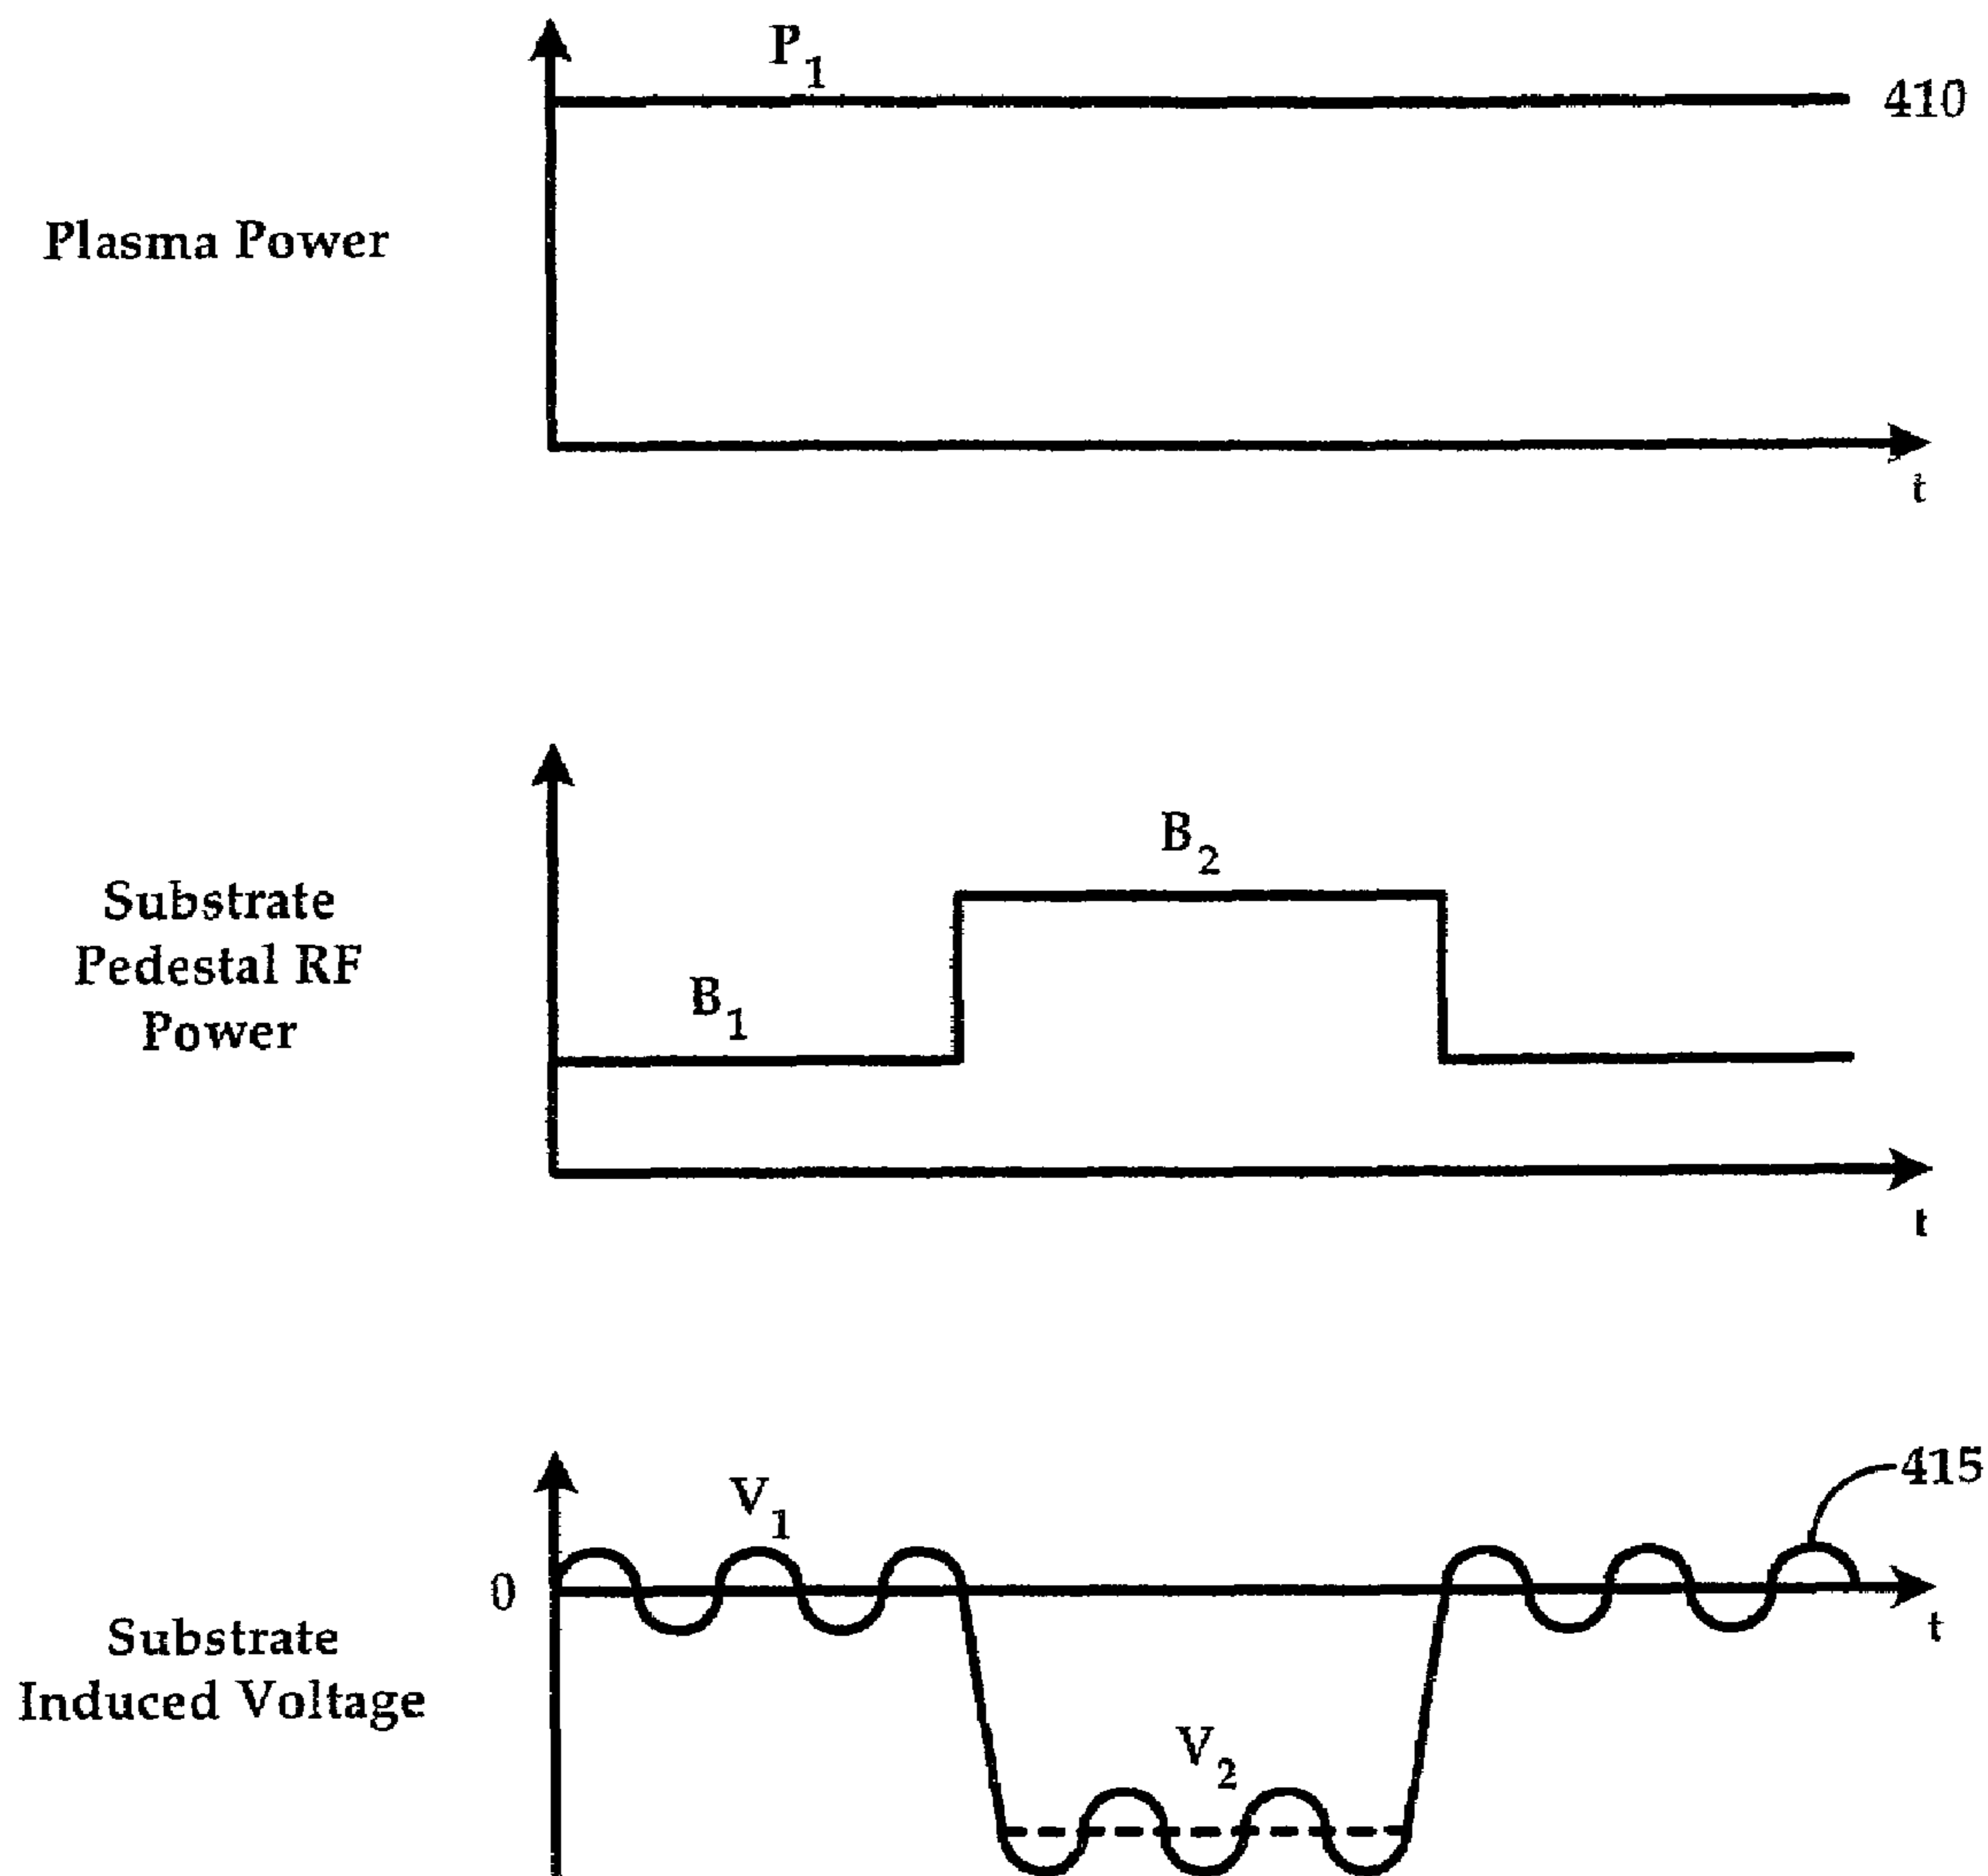 P1
410
Plasma Power
t
B2
Substrate
Pedestal RF
Power
B1
t
415
V1
0
t
Substrate
Induced Voltage
V2